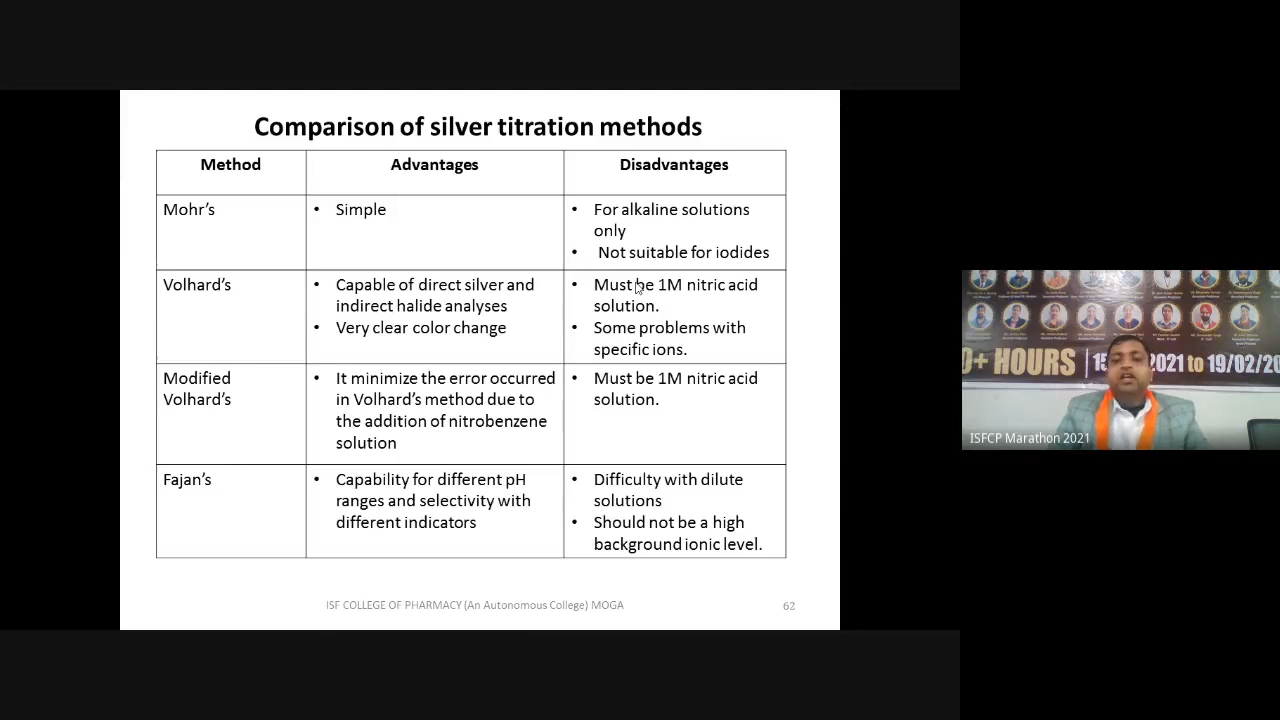 Comparison of silver titration methods
Method Advantages Disadvantages
Mohr's
• Simple
• For alkaline solutions
only
• Not suitable for iodides
Volhard's
• Capable of direct silver and
indirect halide analyses
• Very clear color change
• Must be 1M nitric acid
solution.
• Some problems with
specific ions.
Modified
Volhard's
• It minimize the error occurred
in Volhard's method due to
the addition of nitrobenzene
solution
• Must be 1M nitric acid
solution.
Fajan's
• Capability for different pH
ranges and selectivity with
different indicators
• Difficulty with dilute
solutions
• Should not be a high
background ionic level.
ISF COLLEGE OF PHARMACY (An Autonomous College) MOGA 62
0+ HOURS 15 2021 to 19/02/20
ISFCP Marathon 2021